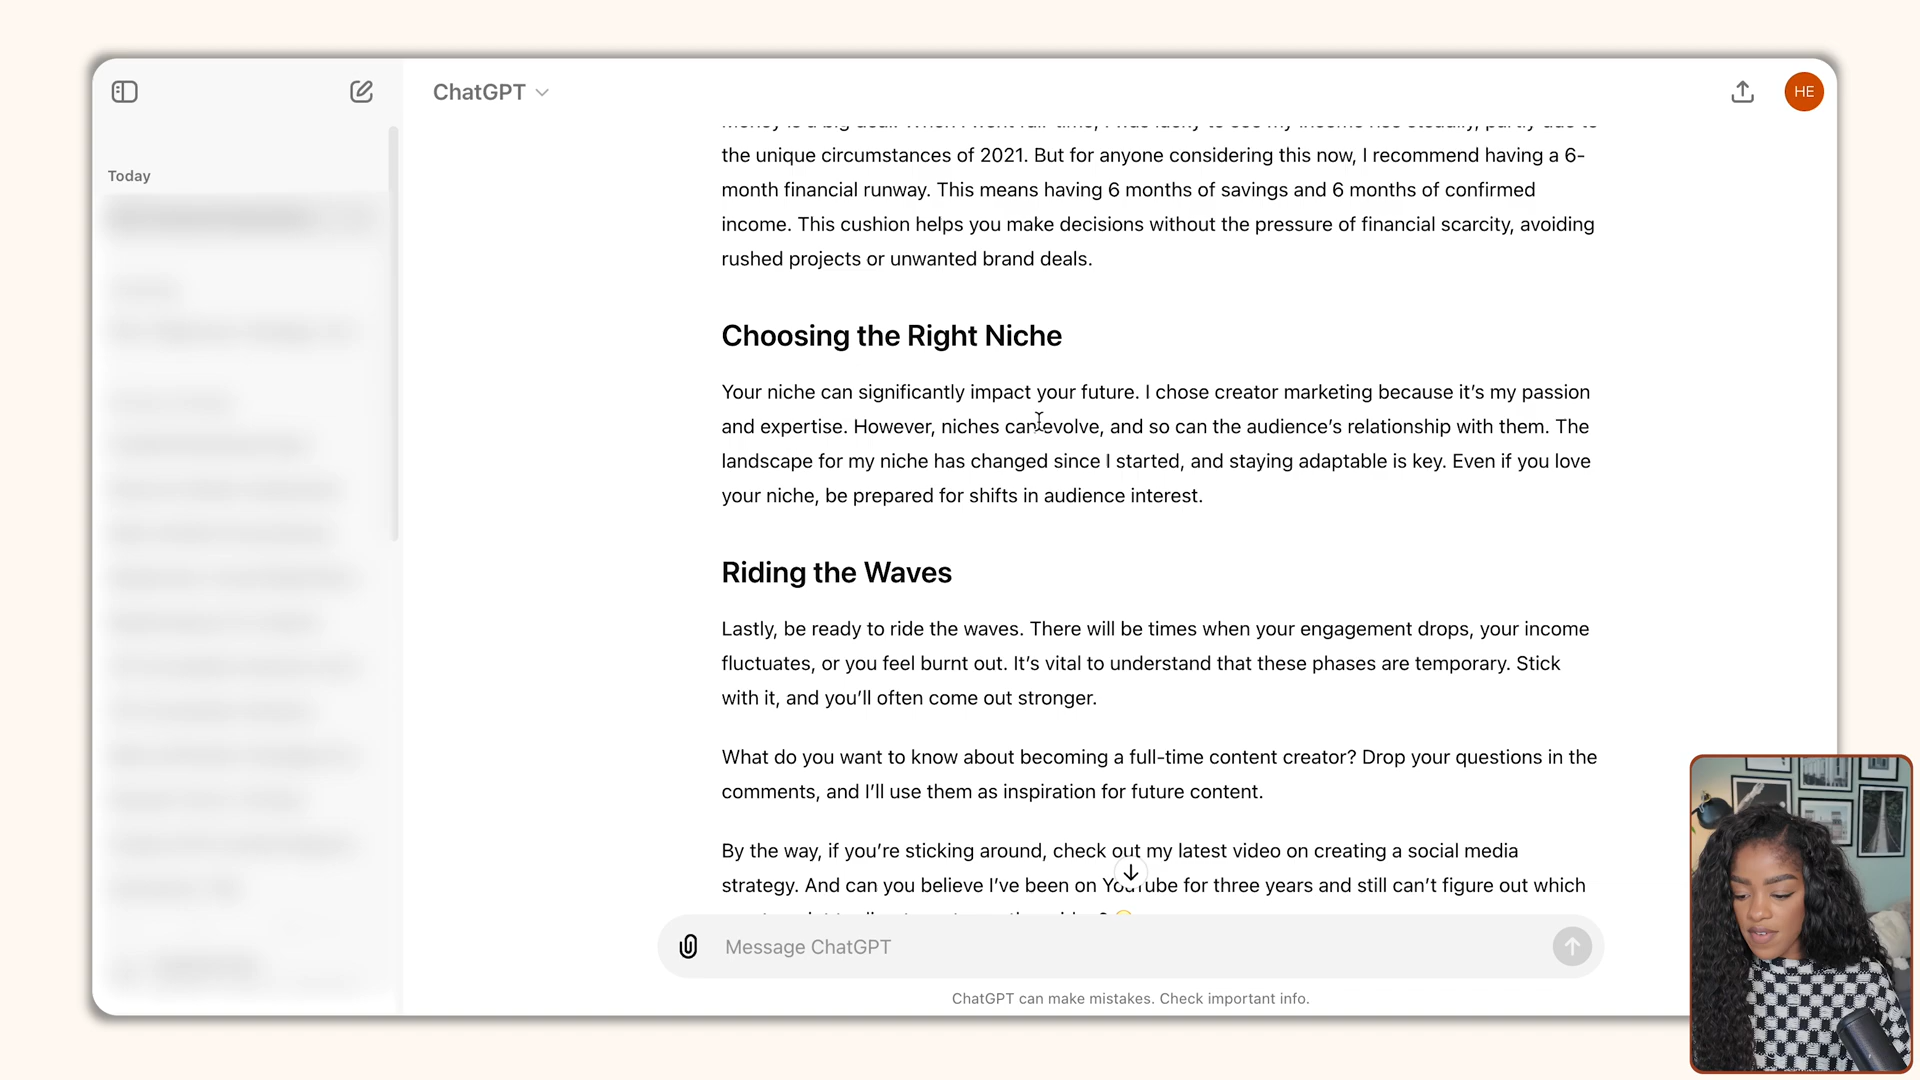 ChatGPT
HE
Today
the unique circumstances of 2021. But for anyone considering this now, I recommend having a 6-
month financial runway. This means having 6 months of savings and 6 months of confirmed
income. This cushion helps you make decisions without the pressure of financial scarcity, avoiding
rushed projects or unwanted brand deals.
Choosing the Right Niche
Your niche can significantly impact your future. I chose creator marketing because it’s my passion
and expertise. However, niches can evolve, and so can the audience’s relationship with them. The
landscape for my niche has changed since I started, and staying adaptable is key. Even if you love
your niche, be prepared for shifts in audience interest.
Riding the Waves
Lastly, be ready to ride the waves. There will be times when your engagement drops, your income
fluctuates, or you feel burnt out. It’s vital to understand that these phases are temporary. Stick
with it, and you’ll often come out stronger.
What do you want to know about becoming a full-time content creator? Drop your questions in the
comments, and I’ll use them as inspiration for future content.
By the way, if you’re sticking around, check out my latest video on creating a social media
strategy. And can you believe I’ve been on YouTube for three years and still can’t figure out which
Message ChatGPT
ChatGPT can make mistakes. Check important info.